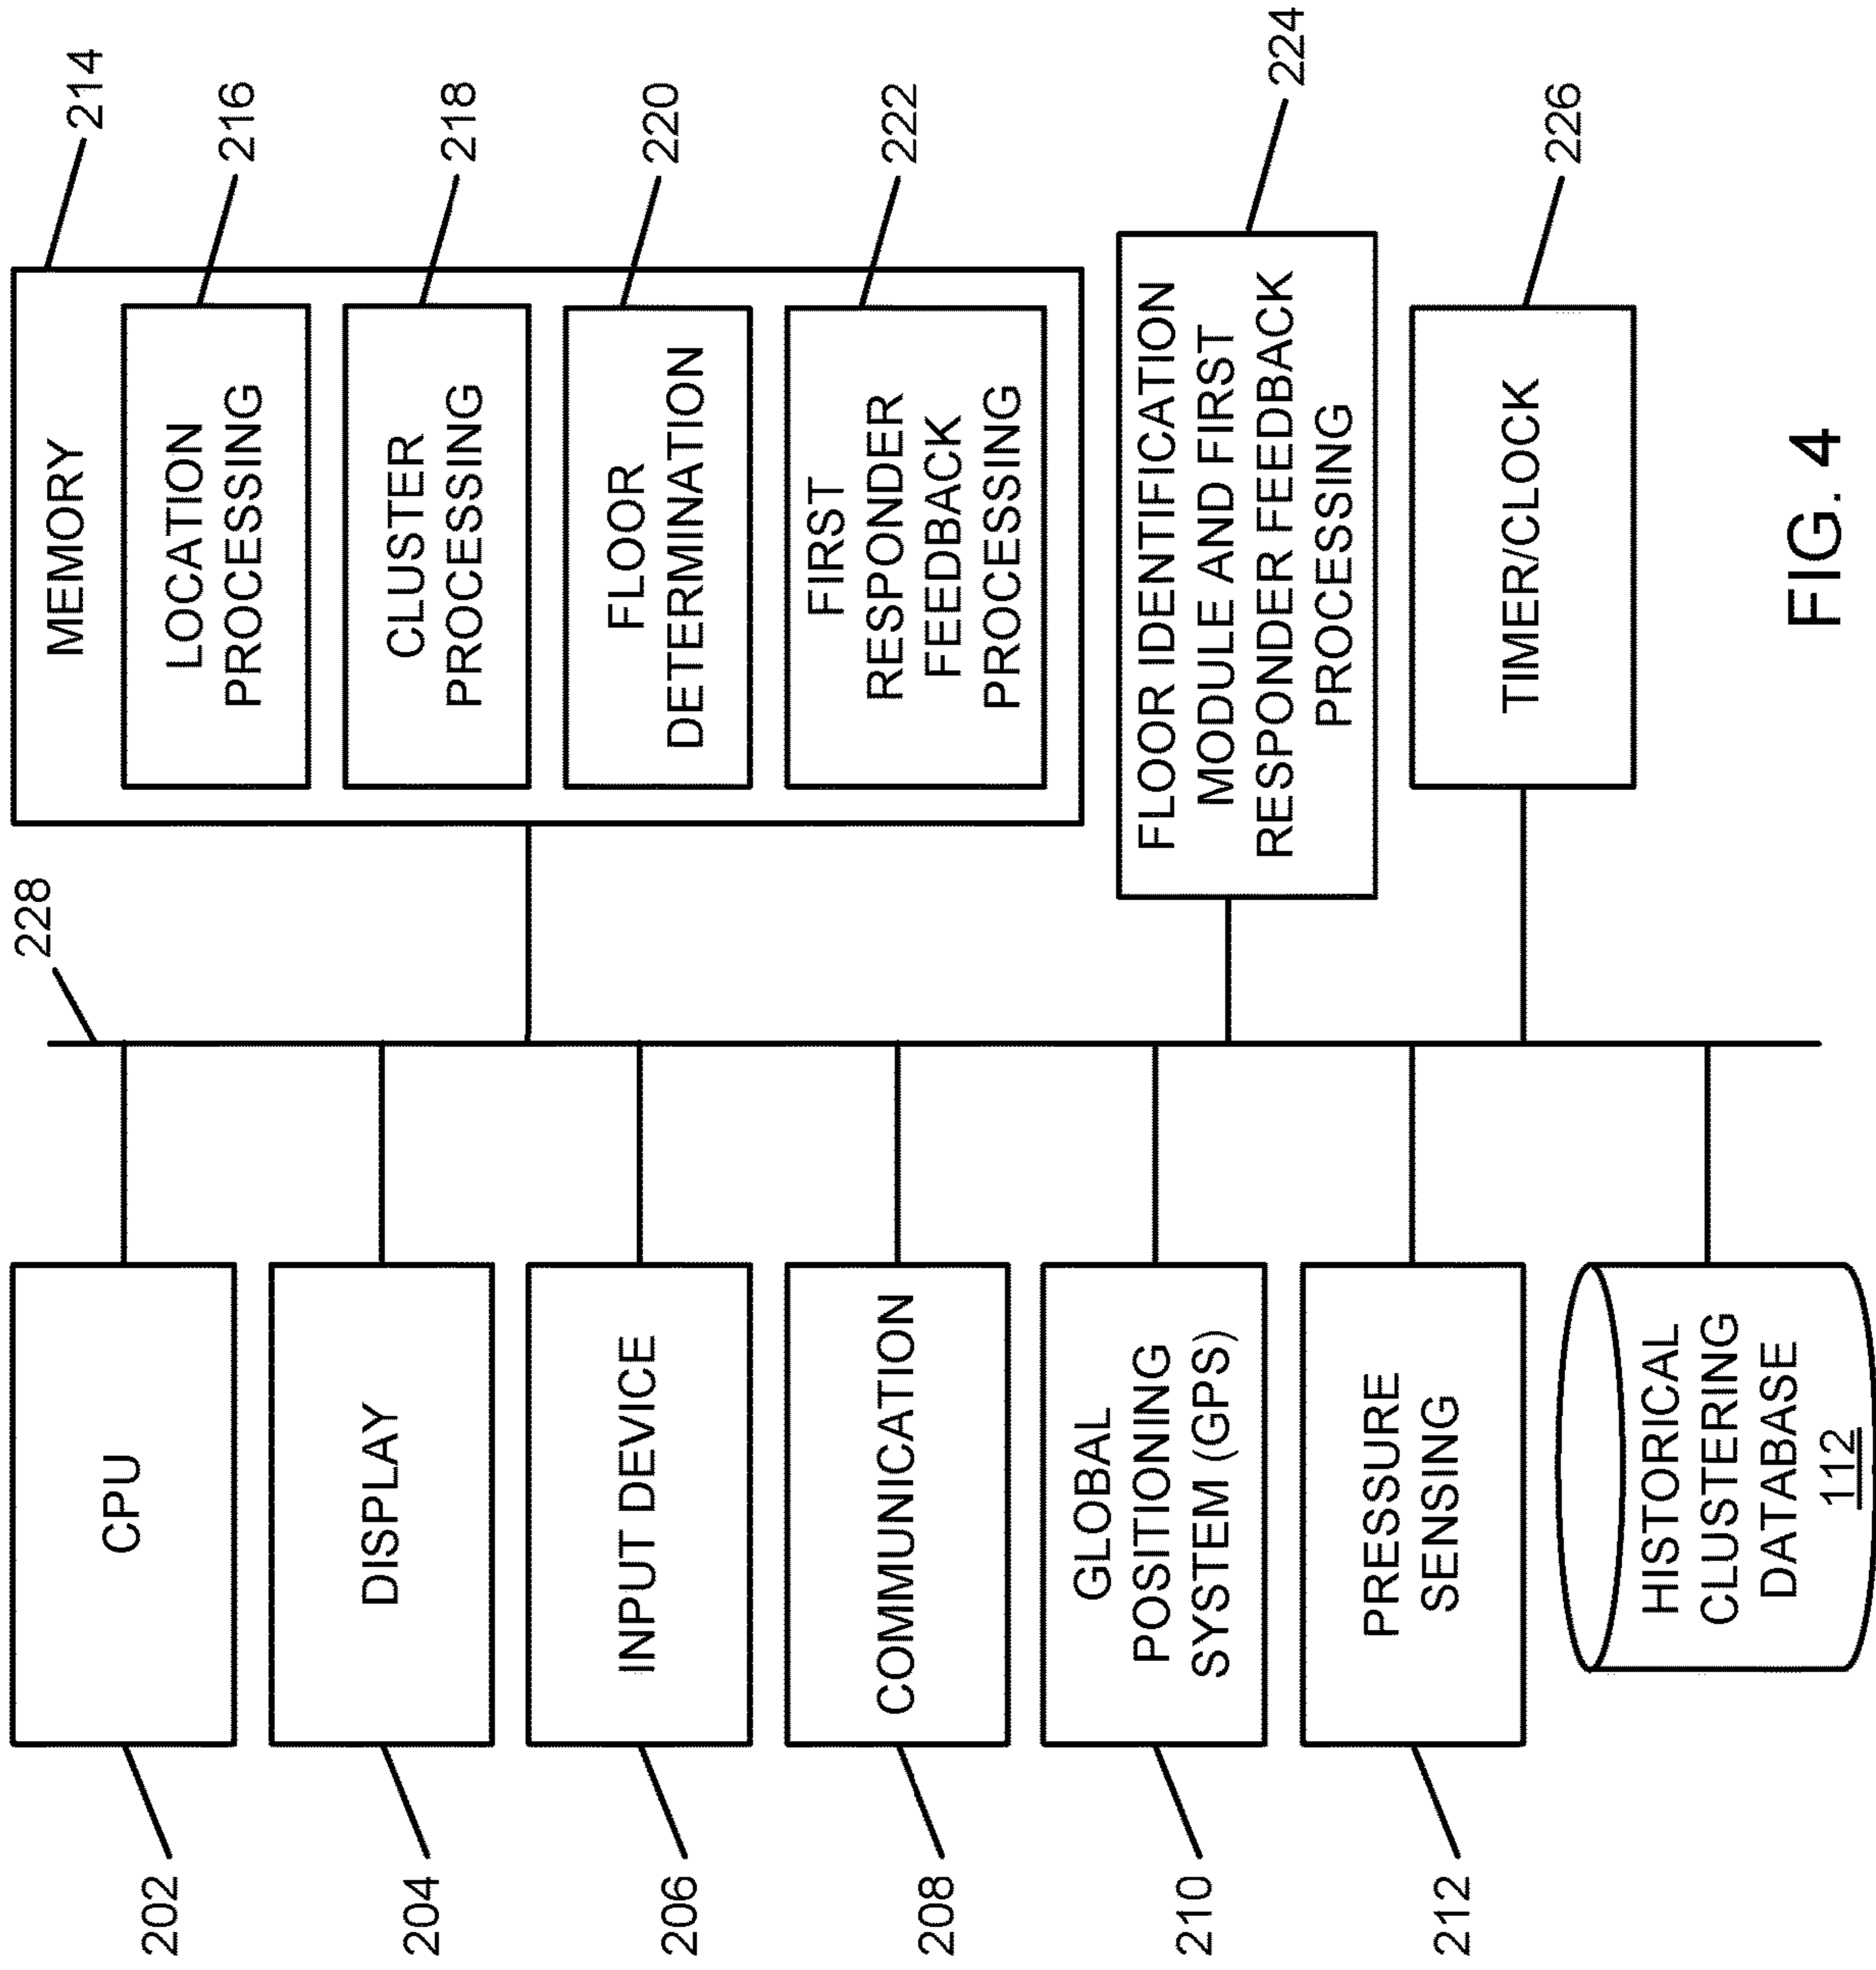 202
CPU
204
DISPLAY
206
INPUT DEVICE
208
COMMUNICATION
210
GLOBAL
POSITIONING
SYSTEM (GPS)
212
PRESSURE
SENSING
HISTORICAL
CLUSTERING
DATABASE
112
228
MEMORY
214
LOCATION
PROCESSING
216
CLUSTER
PROCESSING
218
FLOOR
DETERMINATION
220
FIRST
RESPONDER
FEEDBACK
PROCESSING
222
FLOOR IDENTIFICATION
MODULE AND FIRST
RESPONDER FEEDBACK
PROCESSING
224
TIMER/CLOCK
226
FIG. 4